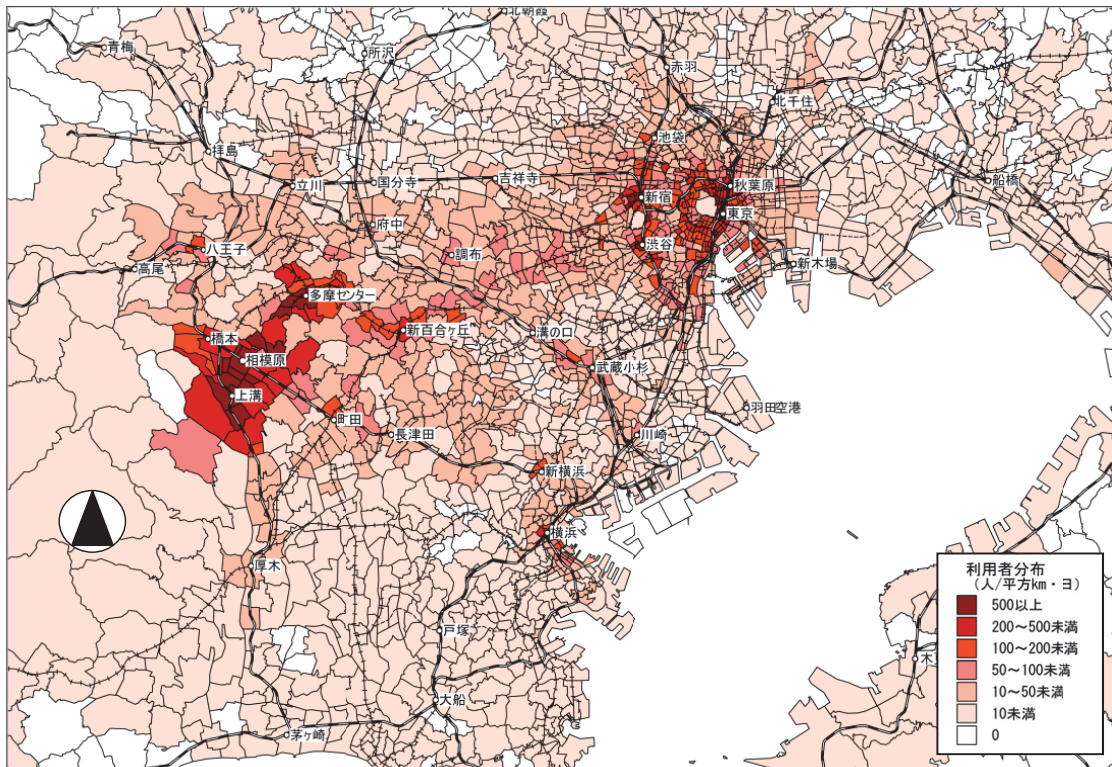 北朝霞
青梅
所沢
赤羽
北千住
池袋
拝島
立川
国分寺
吉祥寺
秋葉原
船橋
新宿
東京
府中
渋谷
調布
八王子
高尾
新木場
多摩センター
新百合ヶ丘
溝の口
橋本
相模原
武蔵小杉
上溝
羽田空港
町田
長津田
川崎
新横浜
横浜
厚木
戸塚
大船
茅ヶ崎
木
利用者分布
(人/平方km・日)
500以上
200~500未満
100~200未満
50~100未満
10~50未満
10未満
0